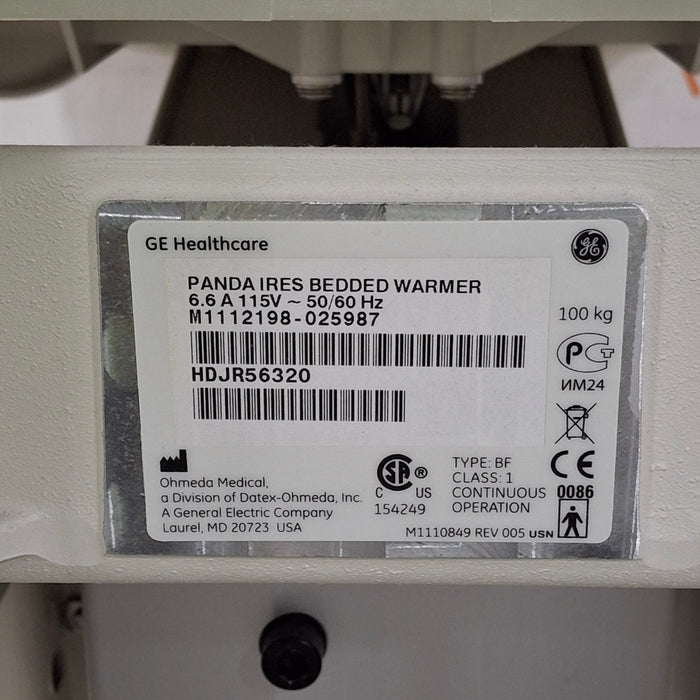 GE Healthcare
PANDA IRES BEDDED WARMER
6.6 A 115V ~ 50/60 Hz
M1112198-025987
HDJR56320
100 kg
ИМ24
Ohmeda Medical,
a Division of Datex-Ohmeda, Inc.
A General Electric Company
Laurel, MD 20723 USA
SA ®
C US
154249
TYPE: BF
CLASS: 1
CONTINUOUS
OPERATION
CE
0086
M1110849 REV 005 USN